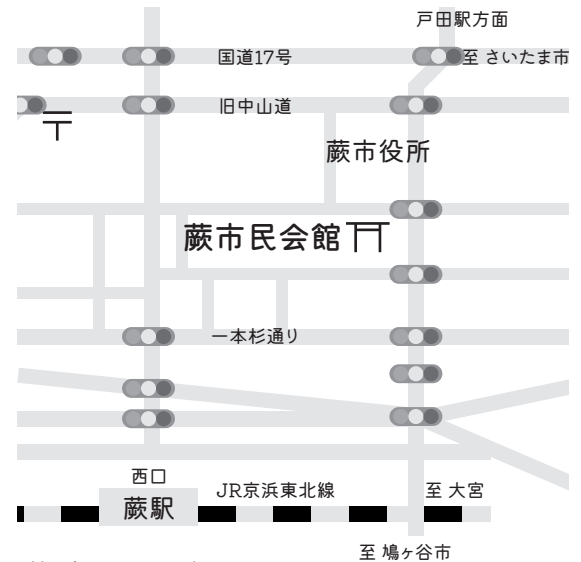 戸田駅方面
国道17号
至 さいたま市
旧中山道
蕨市役所
蕨市民会館
一本杉通り
西口
JR京浜東北線
至 大宮
蕨駅
至 鳩ヶ谷市